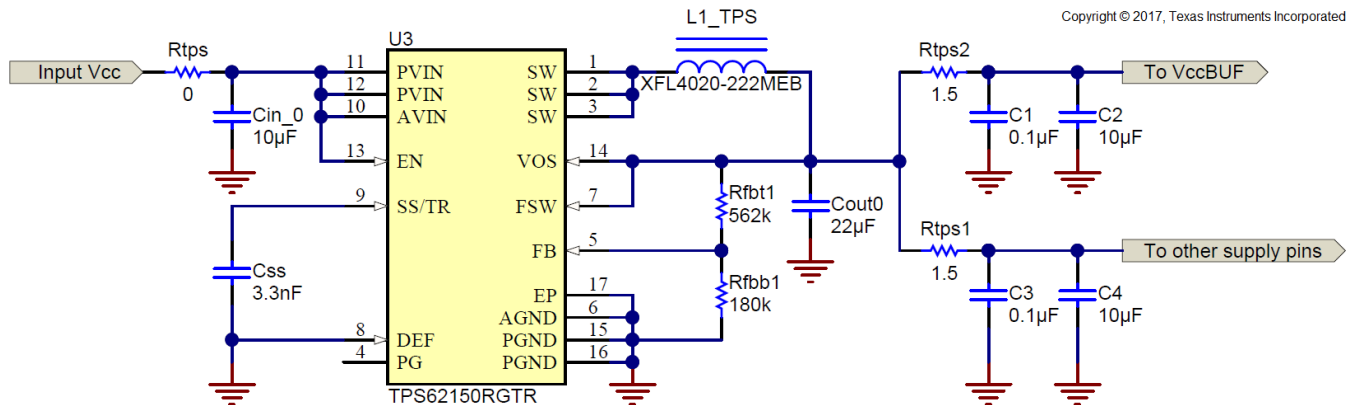 Copyright © 2017, Texas Instruments Incorporated
L1_TPS
U3
Rtps
Rtps2
Input Vcc
11 PVIN SW 1
To VccBUF
0
12 PVIN SW 2
XFL4020-222MEB
1.5
10 AVIN SW 3
Cin_0
10µF
C1
0.1µF
C2
10µF
13 EN VOS 14
9 SS/TR FSW 7
Rfbt1
562k
Cout0
22µF
Rtps1
FB 5
To other supply pins
1.5
Css
3.3nF
Rfbb1
180k
EP 17
C3
0.1µF
C4
10µF
AGND 6
8 DEF PGND 15
4 PG PGND 16
TPS62150RGTR